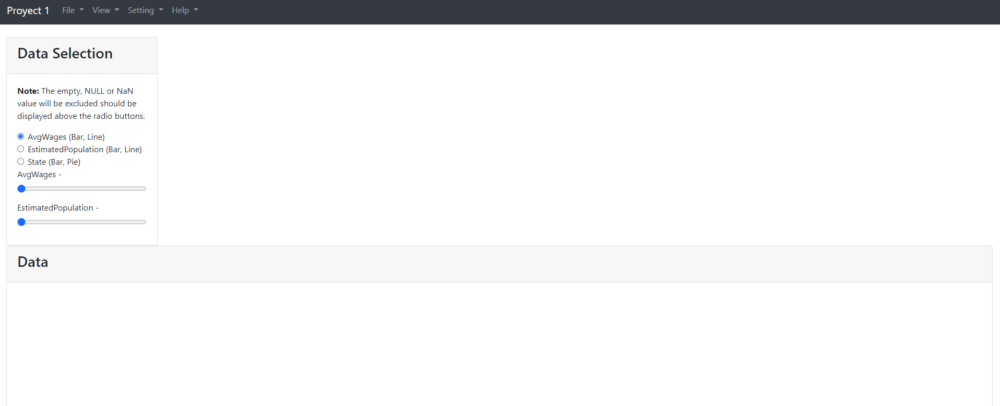 Proyect 1 File View Setting Help
Data Selection
Note: The empty, NULL or NaN
value will be excluded should be
displayed above the radio buttons.
AvgWages (Bar, Line)
EstimatedPopulation (Bar, Line)
State (Bar, Pie)
AvgWages -
EstimatedPopulation -
Data